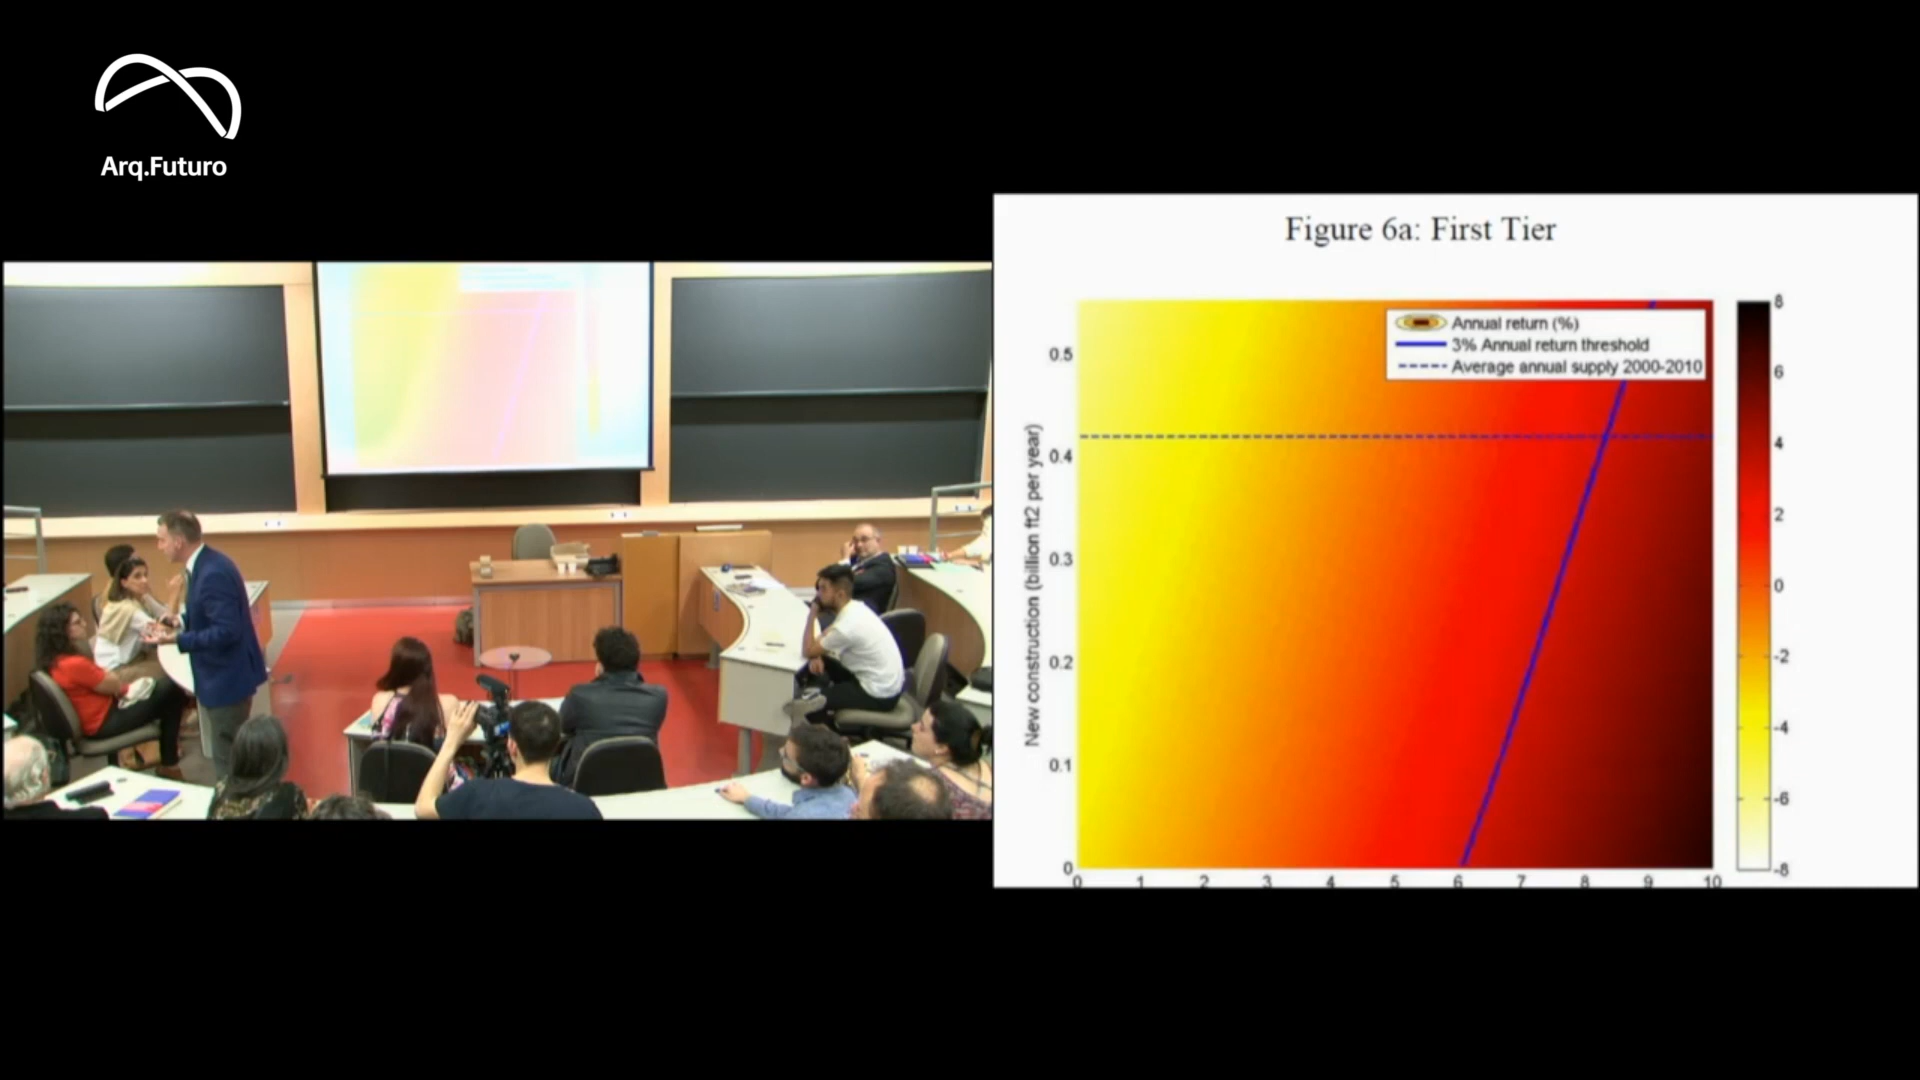 Arq.Futuro
Figure 6a: First Tier
Annual return (%)
3% Annual return threshold
Average annual supply 2000-2010
New construction (billion ft2 per year)
0.5
0.4
0.3
0.2
0.1
0
0 1 2 3 4 5 6 7 8 9 10
8
6
4
2
0
-2
-4
-6
-8